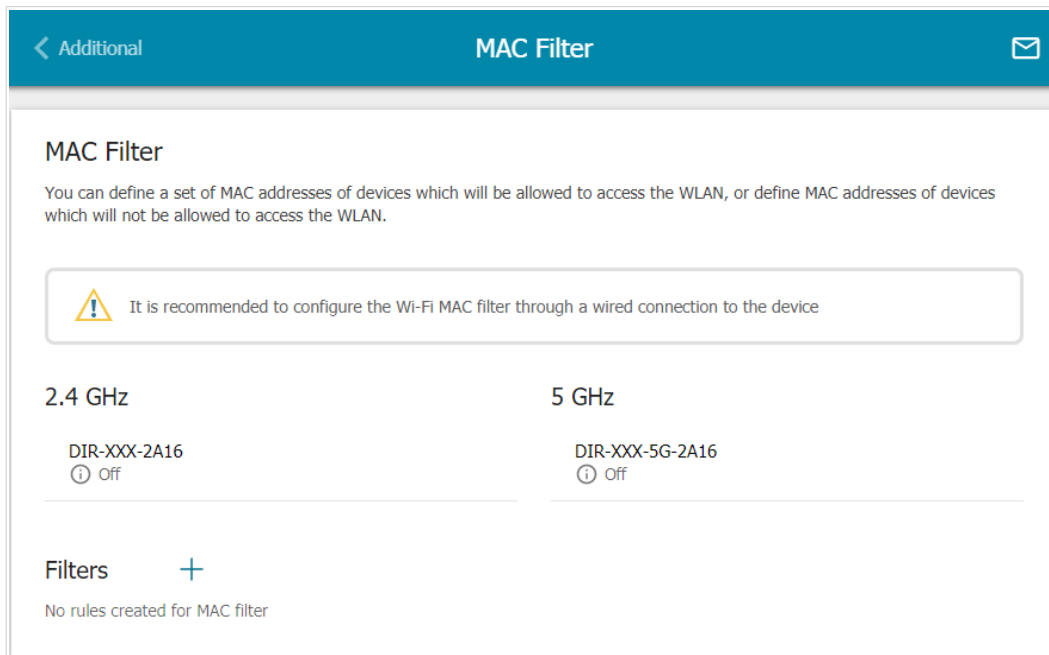 Additional
MAC Filter
MAC Filter
You can define a set of MAC addresses of devices which will be allowed to access the WLAN, or define MAC addresses of devices
which will not be allowed to access the WLAN.
It is recommended to configure the Wi-Fi MAC filter through a wired connection to the device
2.4 GHz
5 GHz
DIR-XXX-2A16
Off
DIR-XXX-5G-2A16
Off
Filters
No rules created for MAC filter